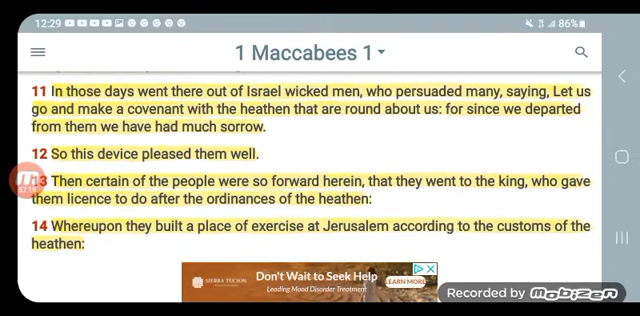 12:29 86%
1 Maccabees 1
11 In those days went there out of Israel wicked men, who persuaded many, saying, Let us
go and make a covenant with the heathen that are round about us: for since we departed
from them we have had much sorrow.
12 So this device pleased them well.
13 Then certain of the people were so forward herein, that they went to the king, who gave
them licence to do after the ordinances of the heathen:
57:19
14 Whereupon they built a place of exercise at Jerusalem according to the customs of the
heathen:
SIERRA TUCSON
Don't Wait to Seek Help
Leading Mood Disorder Treatment
LEARN MORE
Recorded by Mobizen